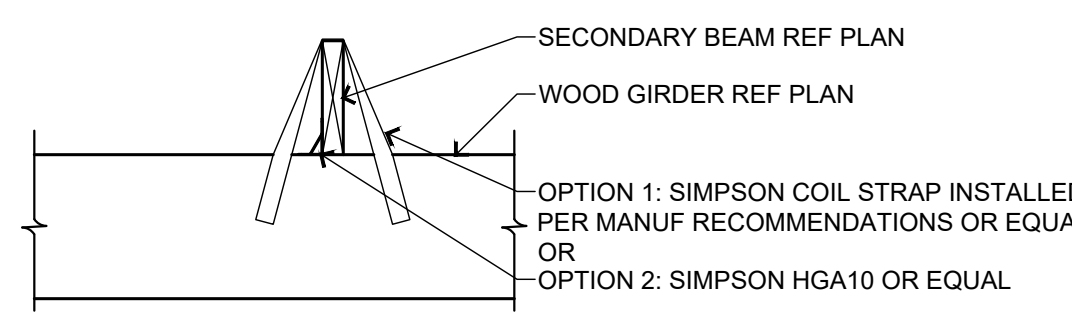 SECONDARY BEAM REF PLAN
WOOD GIRDER REF PLAN
OPTION 1: SIMPSON COIL STRAP INSTALLED
PER MANUF RECOMMENDATIONS OR EQUA
OR
OPTION 2: SIMPSON HGA10 OR EQUAL